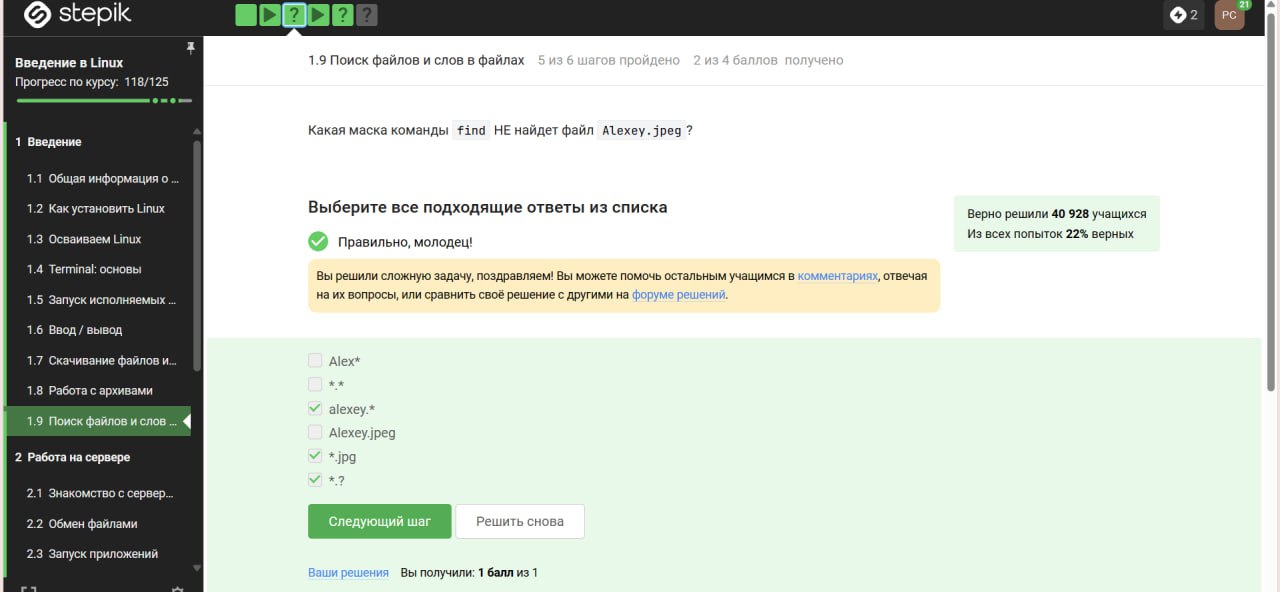 stepik
? ? ?
2
РС
21
Введение в Linux
Прогресс по курсу: 118/125
1 Введение
1.1 Общая информация о ...
1.2 Как установить Linux
1.3 Осваиваем Linux
1.4 Terminal: основы
1.5 Запуск исполняемых ...
1.6 Ввод / вывод
1.7 Скачивание файлов и...
1.8 Работа с архивами
1.9 Поиск файлов и слов ...
2 Работа на сервере
2.1 Знакомство с сервер...
2.2 Обмен файлами
2.3 Запуск приложений
1.9 Поиск файлов и слов в файлах 5 из 6 шагов пройдено 2 из 4 баллов получено
Какая маска команды find НЕ найдет файл Alexey.jpeg ?
Выберите все подходящие ответы из списка
Правильно, молодец!
Вы решили сложную задачу, поздравляем! Вы можете помочь остальным учащимся в комментариях, отвечая
на их вопросы, или сравнить своё решение с другими на форуме решений.
Верно решили 40 928 учащихся
Из всех попыток 22% верных
Alex*
*.*
alexey.*
Alexey.jpeg
*.jpg
*.?
Следующий шаг
Решить снова
Ваши решения Вы получили: 1 балл из 1